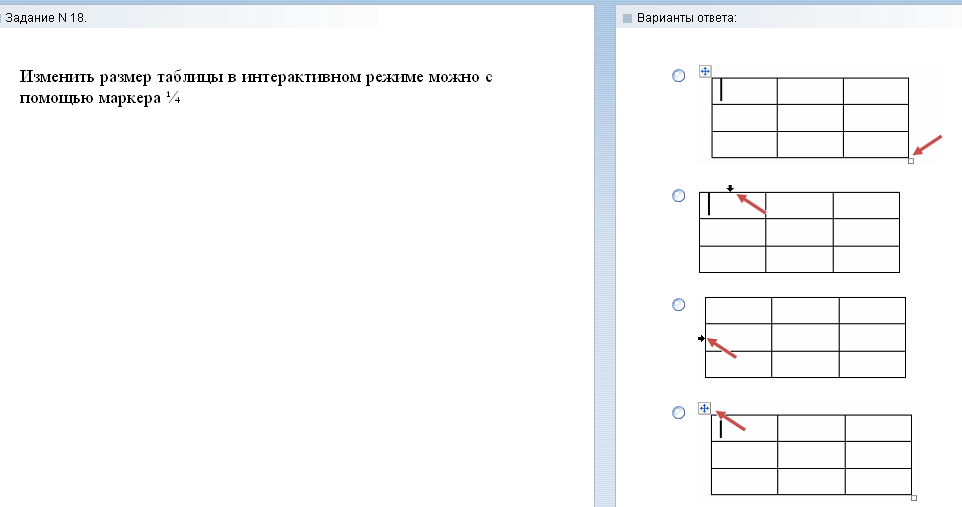 Задание N 18.
Изменить размер таблицы в интерактивном режиме можно с
помощью маркера ¼
Варианты ответа: